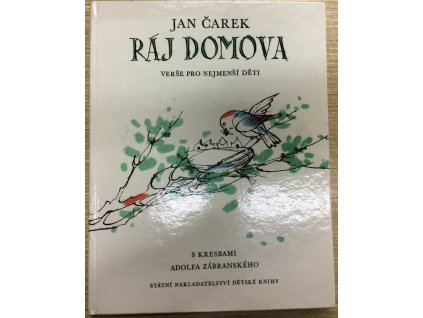 JAN ČAREK
RÁJ DOMOVA
VERŠE PRO NEJMENŠÍ DĚTI
S KRESBAMI
ADOLFA ZÁBRANSKÉHO
STÁTNÍ NAKLADATELSTVÍ DĚTSKÉ KNIHY